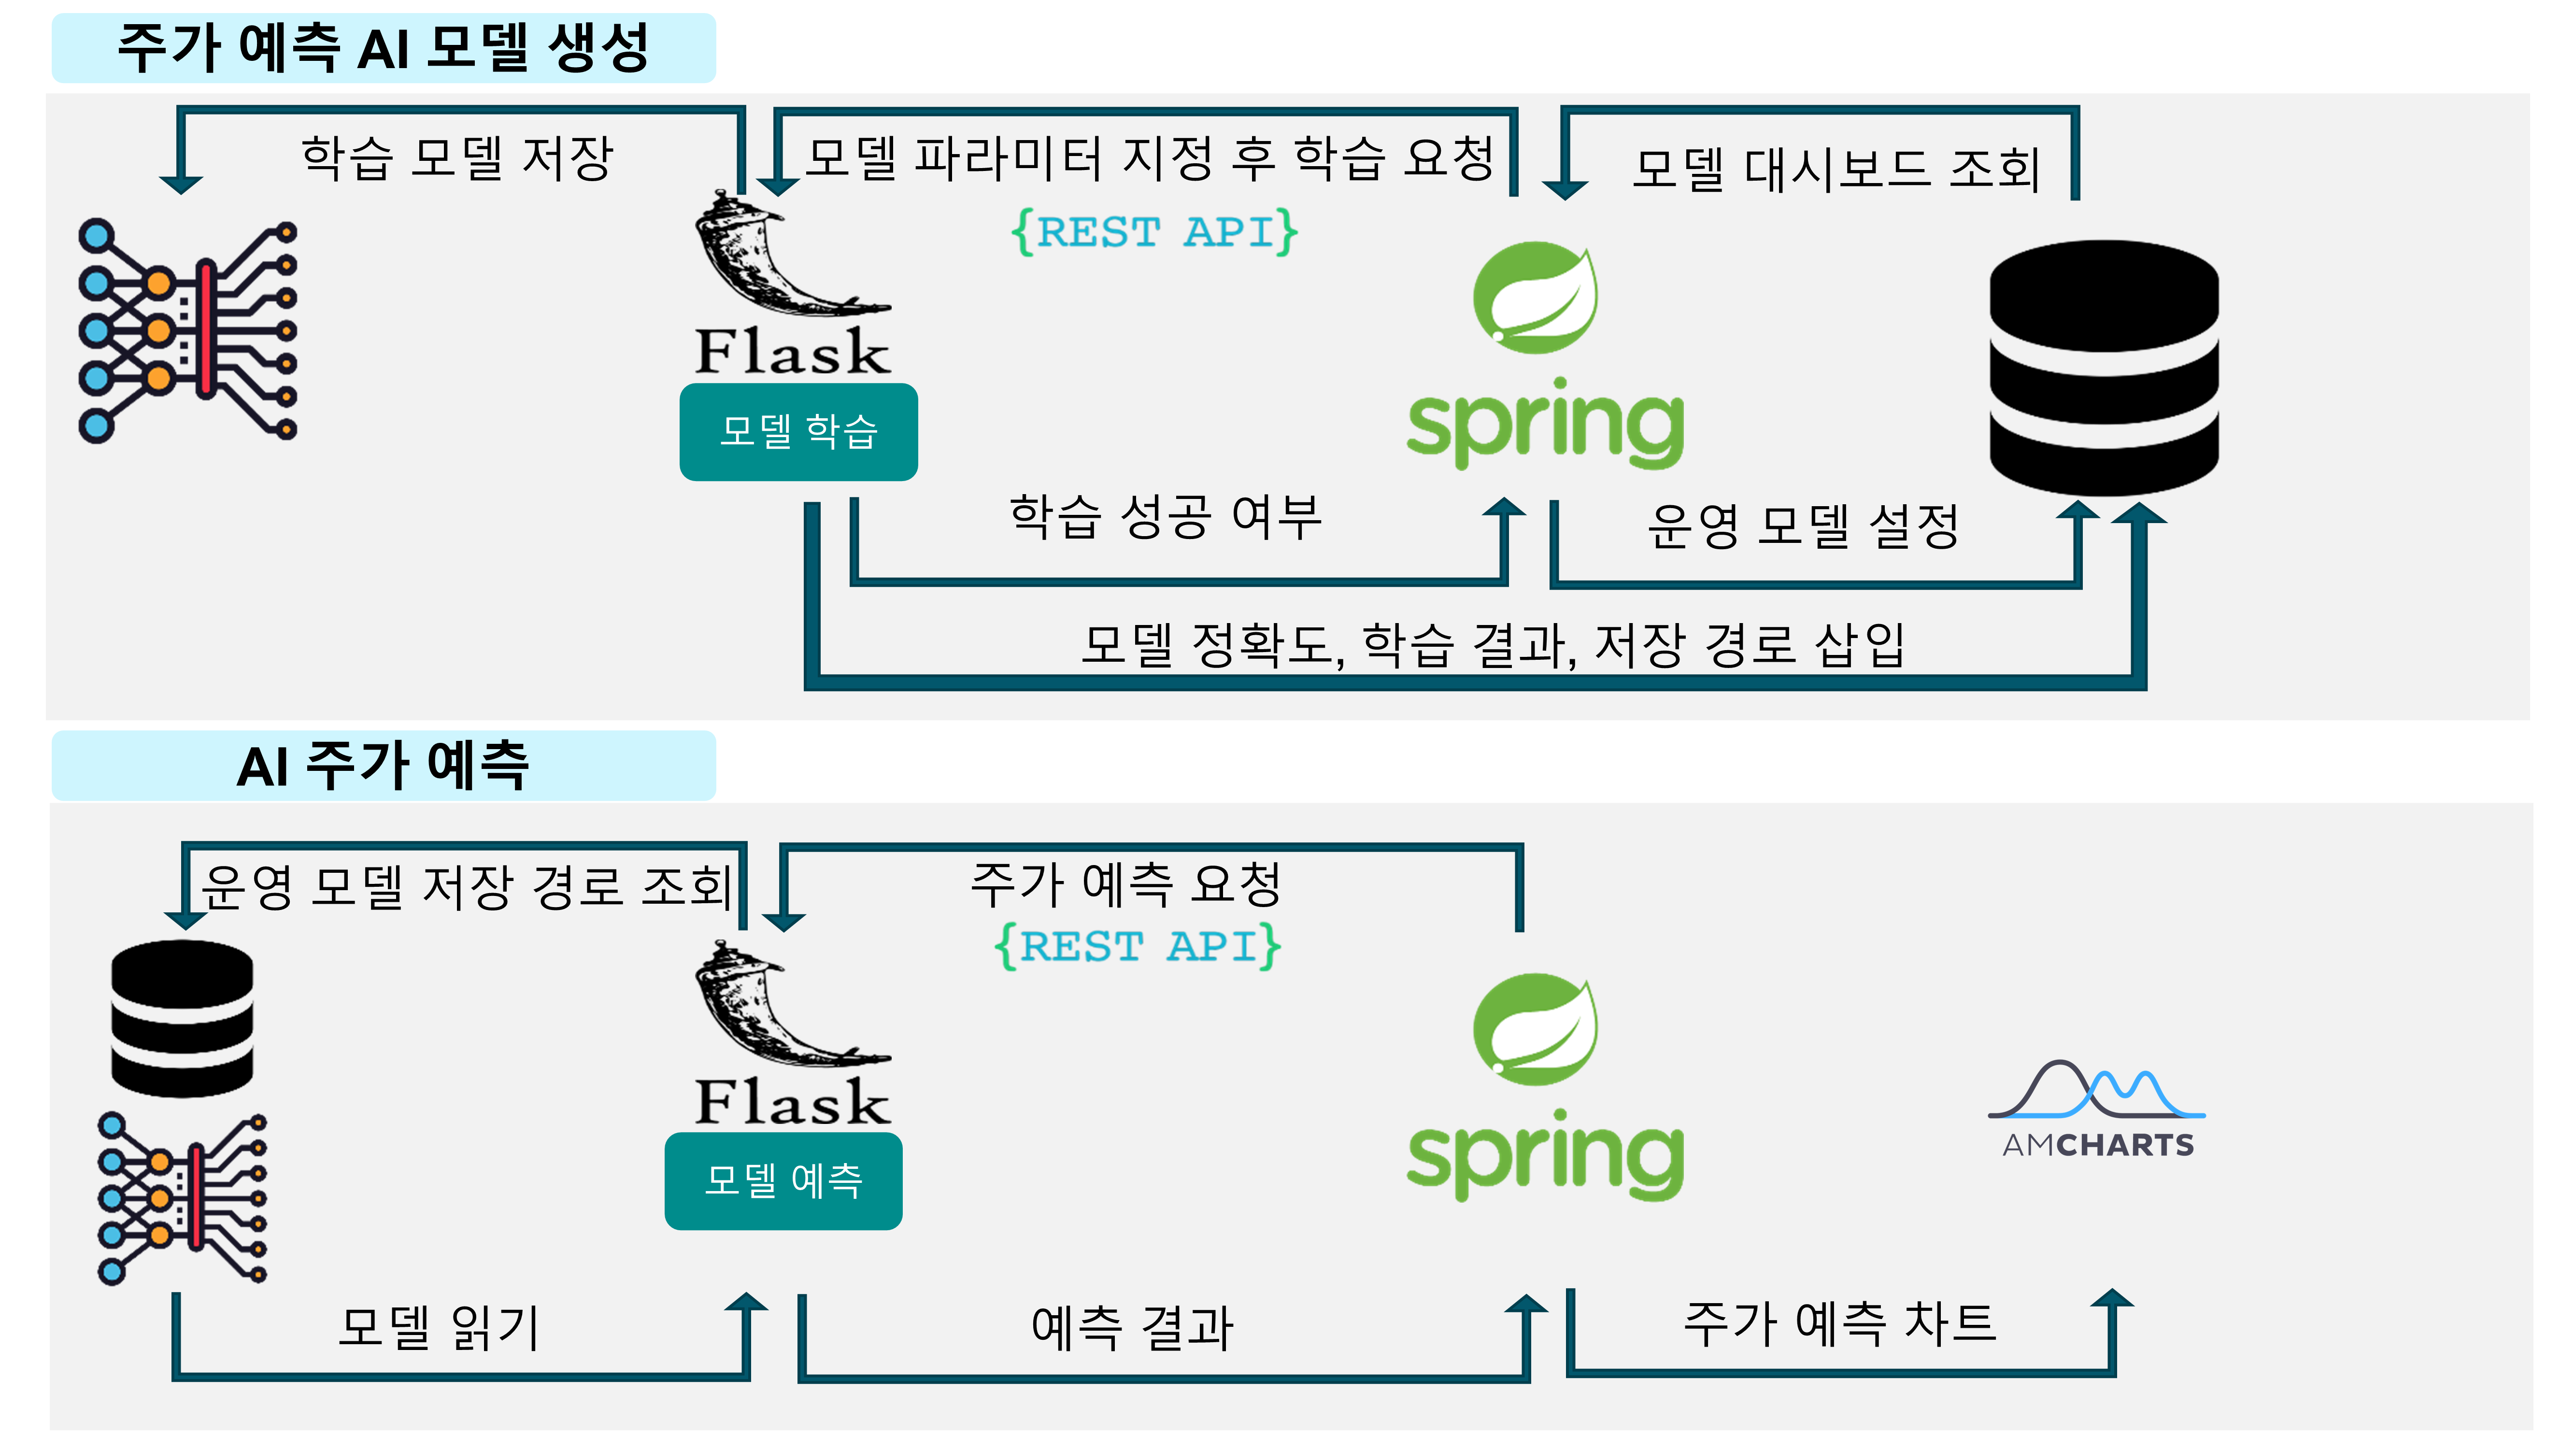 주가 예측 AI 모델 생성
학습 모델 저장
모델 파라미터 지정 후 학습 요청
모델 대시보드 조회
{REST API}
Flask
spring
모델 학습
학습 성공 여부
운영 모델 설정
모델 정확도, 학습 결과, 저장 경로 삽입
AI 주가 예측
운영 모델 저장 경로 조회
주가 예측 요청
{REST API}
Flask
spring
AMCHARTS
모델 예측
모델 읽기
예측 결과
주가 예측 차트